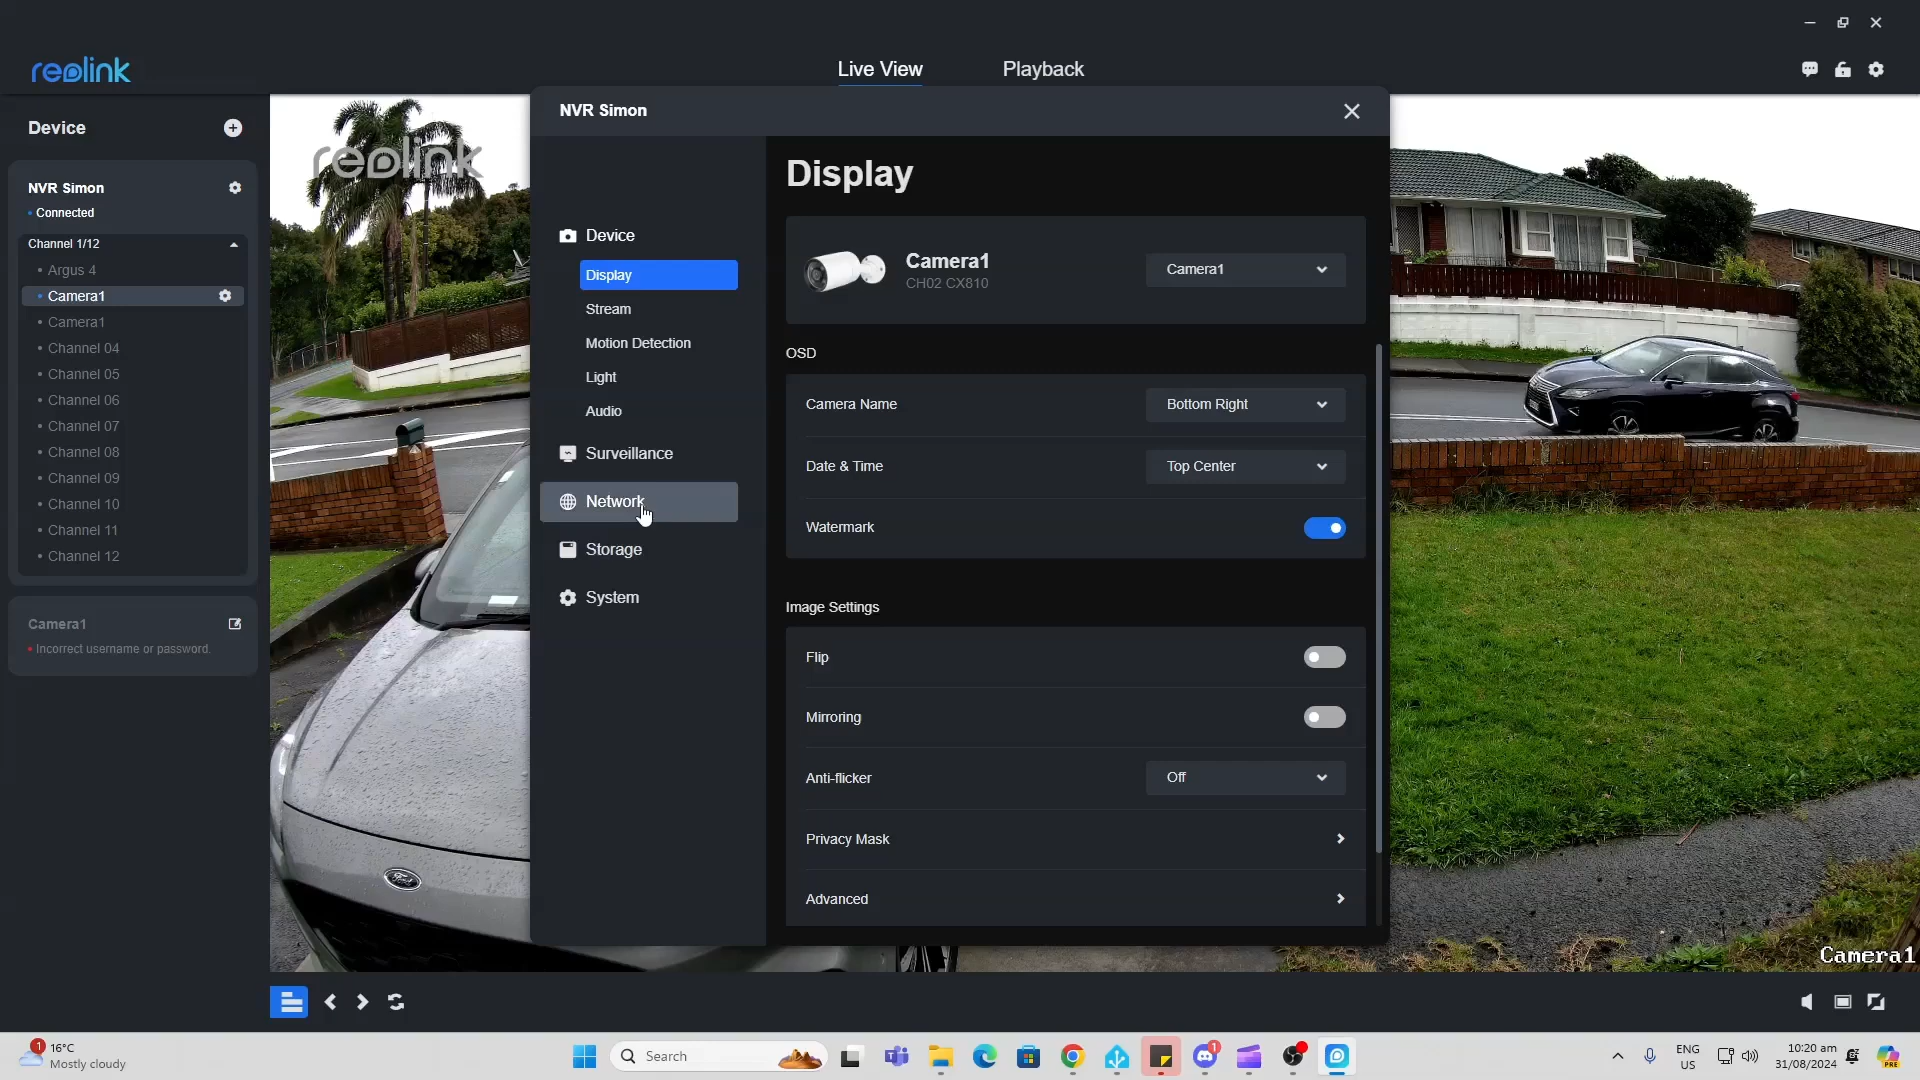 reolink
Live View
Playback
Device
NVR Simon
Connected
Channel 1/12
Argus 4
Camera1
Camera1
Channel 04
Channel 05
Channel 06
Channel 07
Channel 08
Channel 09
Channel 10
Channel 11
Channel 12
Camera1
Incorrect username or password.
reolink
NVR Simon
Device
Display
Stream
Motion Detection
Light
Audio
Surveillance
Network
Storage
System
Display
Camera1
CH02 CX810
Camera1
OSD
Camera Name
Bottom Right
Date & Time
Top Center
Watermark
Image Settings
Flip
Mirroring
Anti-flicker
Off
Privacy Mask
Advanced
Ford
Camera1
1
16°C
Mostly cloudy
Search
1
ENG
US
10:20 am
31/08/2024
PRE